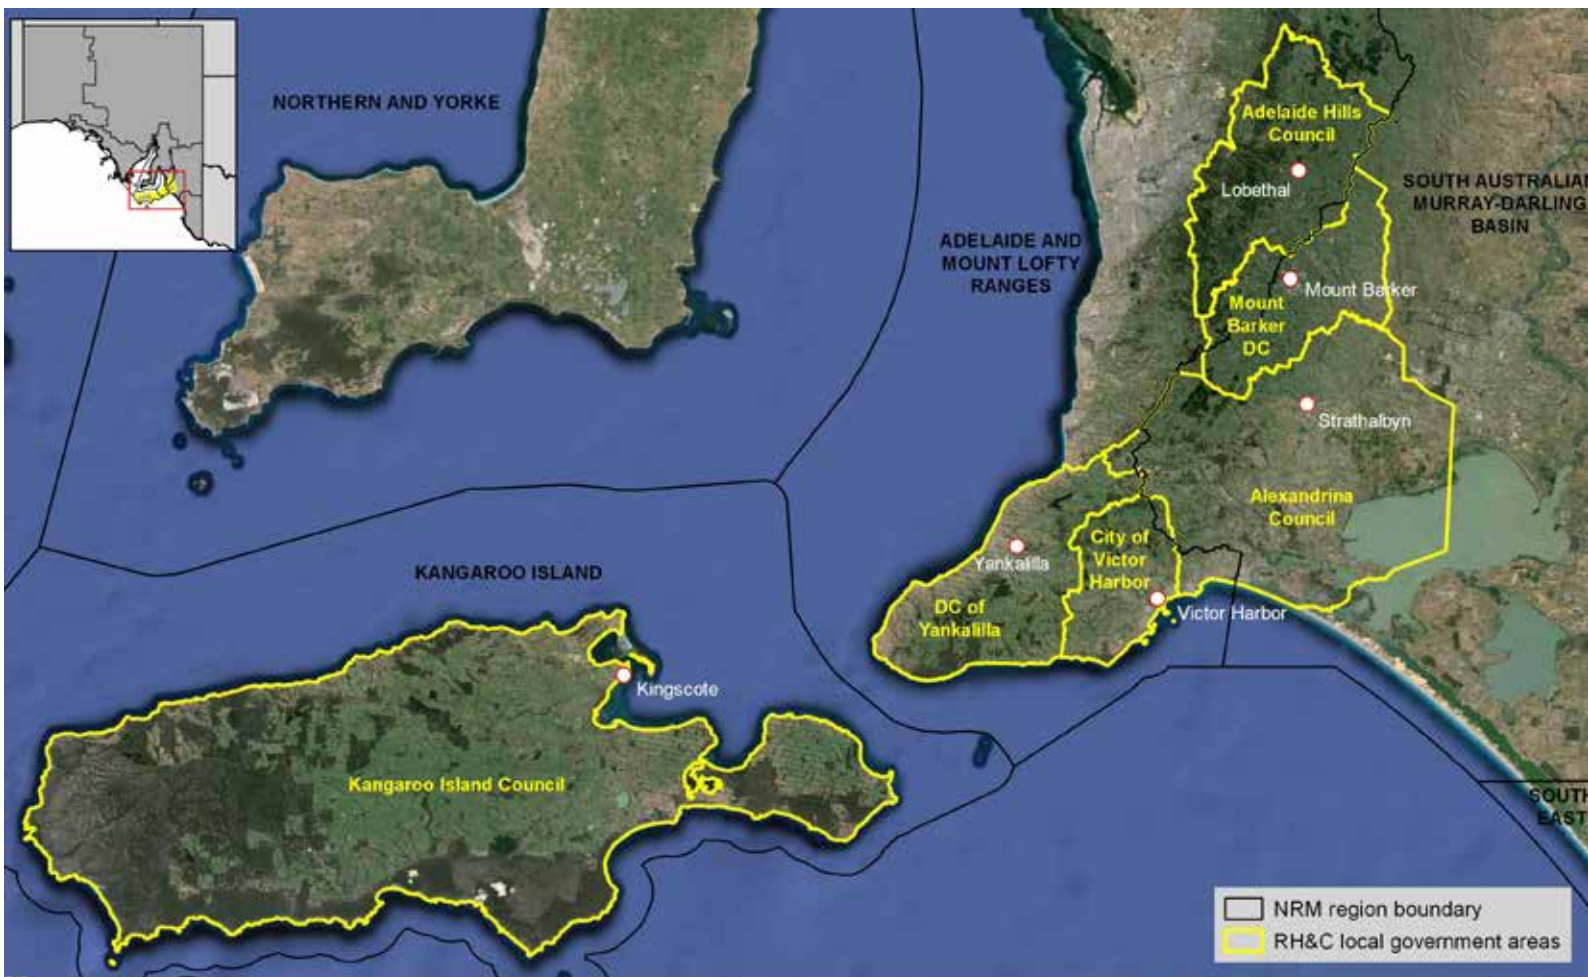 NORTHERN AND YORKE
Adelaide Hills
Council
Lobethal
SOUTH AUSTRALIAN
MURRAY-DARLING
BASIN
ADELAIDE AND
MOUNT LOFTY
RANGES
Mount Barker
Mount
Barker
DC
Strathalbyn
Alexandrina
Council
City of
Victor
Harbor
Yankalilla
KANGAROO ISLAND
DC of
Yankalilla
Victor Harbor
Kingscote
Kangaroo Island Council
SOUTH
EAST
NRM region boundary
RH&C local government areas